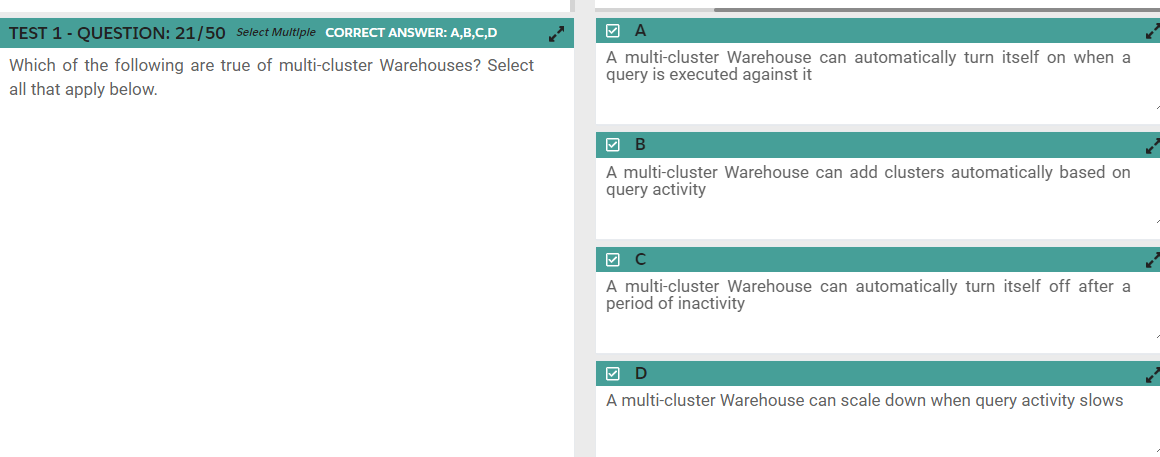 TEST 1 - QUESTION: 21/50 Select Multiple CORRECT ANSWER: A,B,C,D
Which of the following are true of multi-cluster Warehouses? Select
all that apply below.
A
A multi-cluster Warehouse can automatically turn itself on when a
query is executed against it
B
A multi-cluster Warehouse can add clusters automatically based on
query activity
C
A multi-cluster Warehouse can automatically turn itself off after a
period of inactivity
D
A multi-cluster Warehouse can scale down when query activity slows